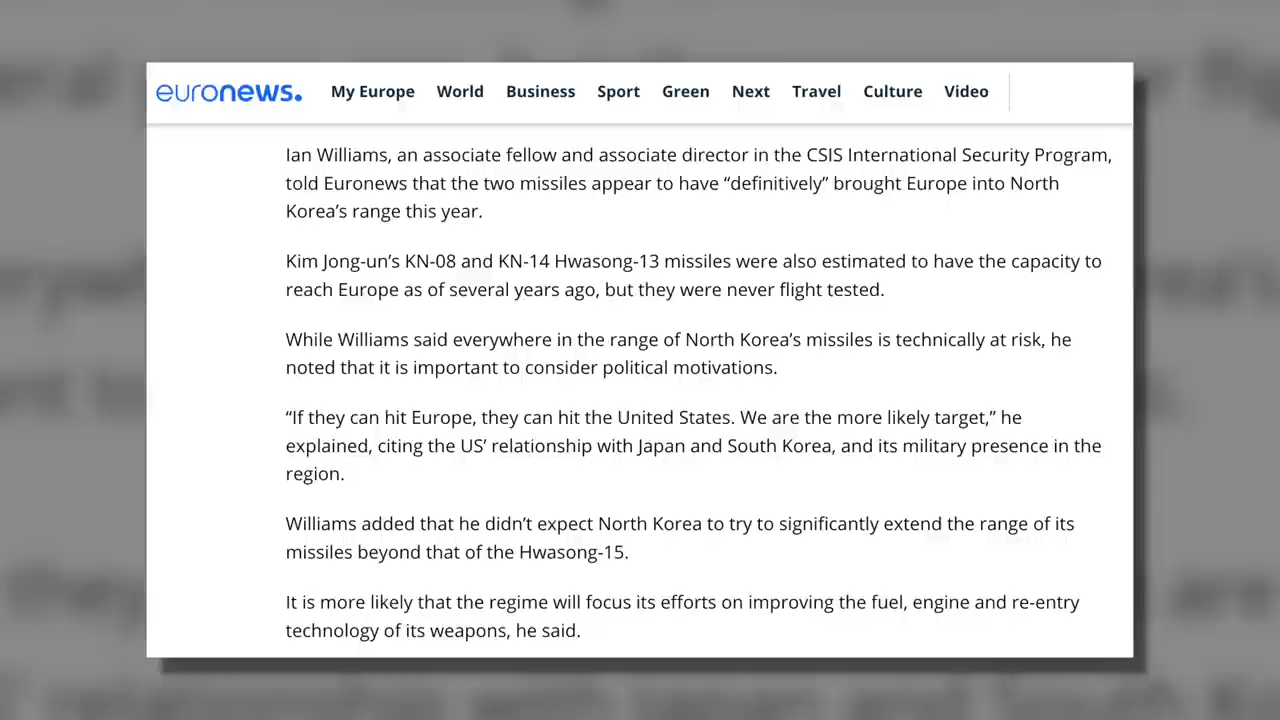 euronews. My Europe World Business Sport Green Next Travel Culture Video
Ian Williams, an associate fellow and associate director in the CSIS International Security Program,
told Euronews that the two missiles appear to have “definitively” brought Europe into North
Korea’s range this year.
Kim Jong-un’s KN-08 and KN-14 Hwasong-13 missiles were also estimated to have the capacity to
reach Europe as of several years ago, but they were never flight tested.
While Williams said everywhere in the range of North Korea’s missiles is technically at risk, he
noted that it is important to consider political motivations.
“If they can hit Europe, they can hit the United States. We are the more likely target,” he
explained, citing the US’ relationship with Japan and South Korea, and its military presence in the
region.
Williams added that he didn’t expect North Korea to try to significantly extend the range of its
missiles beyond that of the Hwasong-15.
It is more likely that the regime will focus its efforts on improving the fuel, engine and re-entry
technology of its weapons, he said.